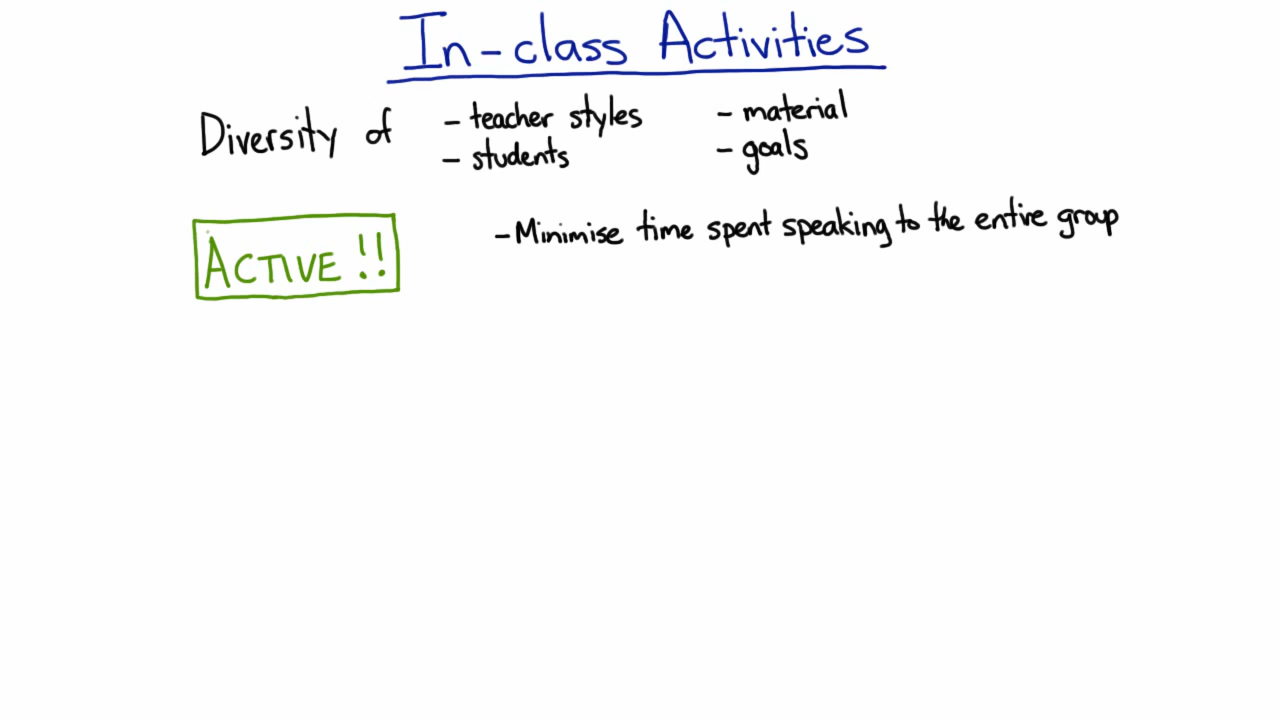 In-class Activities
Diversity of
- teacher styles
- students
- material
- goals
ACTIVE!!
- Minimise time spent speaking to the entire group